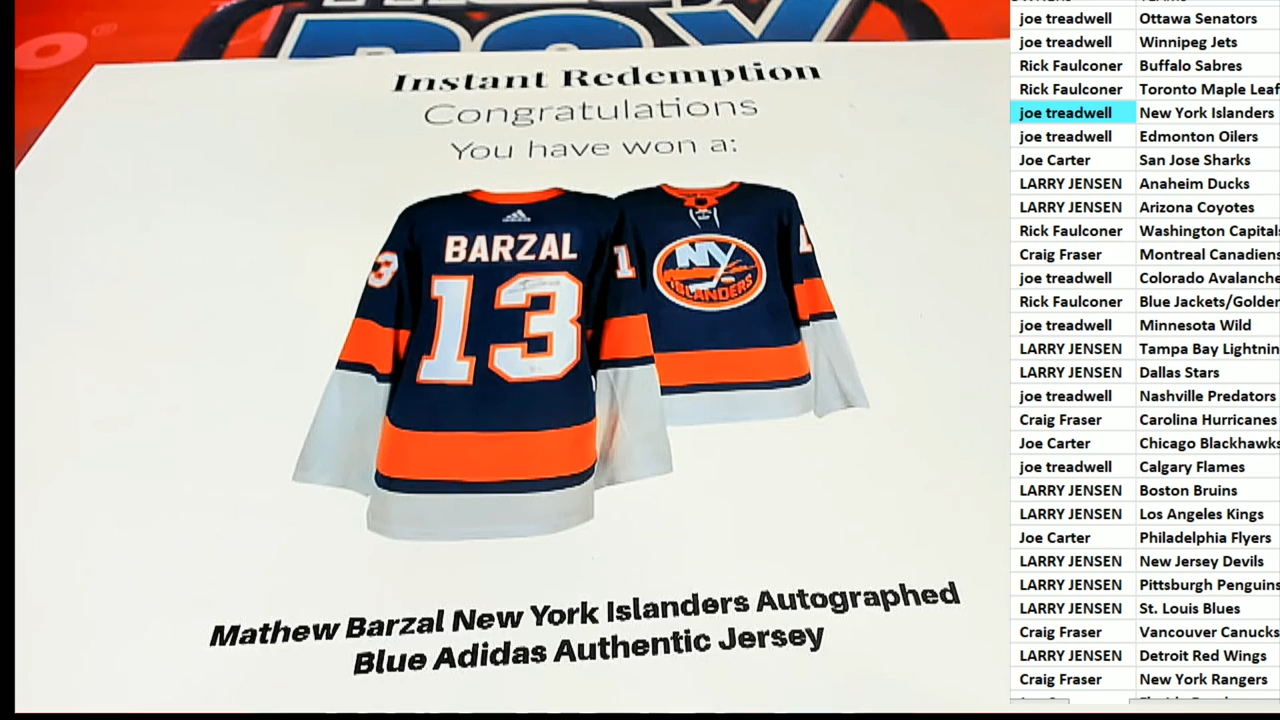 Instant Redemption
Congratulations
You have won a:
BARZAL
13
3
1
NY
ISLANDERS
Mathew Barzal New York Islanders Autographed
Blue Adidas Authentic Jersey
joe treadwell Ottawa Senators
joe treadwell Winnipeg Jets
Rick Faulconer Buffalo Sabres
Rick Faulconer Toronto Maple Leaf
joe treadwell New York Islanders
joe treadwell Edmonton Oilers
Joe Carter San Jose Sharks
LARRY JENSEN Anaheim Ducks
LARRY JENSEN Arizona Coyotes
Rick Faulconer Washington Capitals
Craig Fraser Montreal Canadiens
joe treadwell Colorado Avalanche
Rick Faulconer Blue Jackets/Golden
joe treadwell Minnesota Wild
LARRY JENSEN Tampa Bay Lightnin
LARRY JENSEN Dallas Stars
joe treadwell Nashville Predators
Craig Fraser Carolina Hurricanes
Joe Carter Chicago Blackhawks
joe treadwell Calgary Flames
LARRY JENSEN Boston Bruins
LARRY JENSEN Los Angeles Kings
Joe Carter Philadelphia Flyers
LARRY JENSEN New Jersey Devils
LARRY JENSEN Pittsburgh Penguins
LARRY JENSEN St. Louis Blues
Craig Fraser Vancouver Canucks
LARRY JENSEN Detroit Red Wings
Craig Fraser New York Rangers